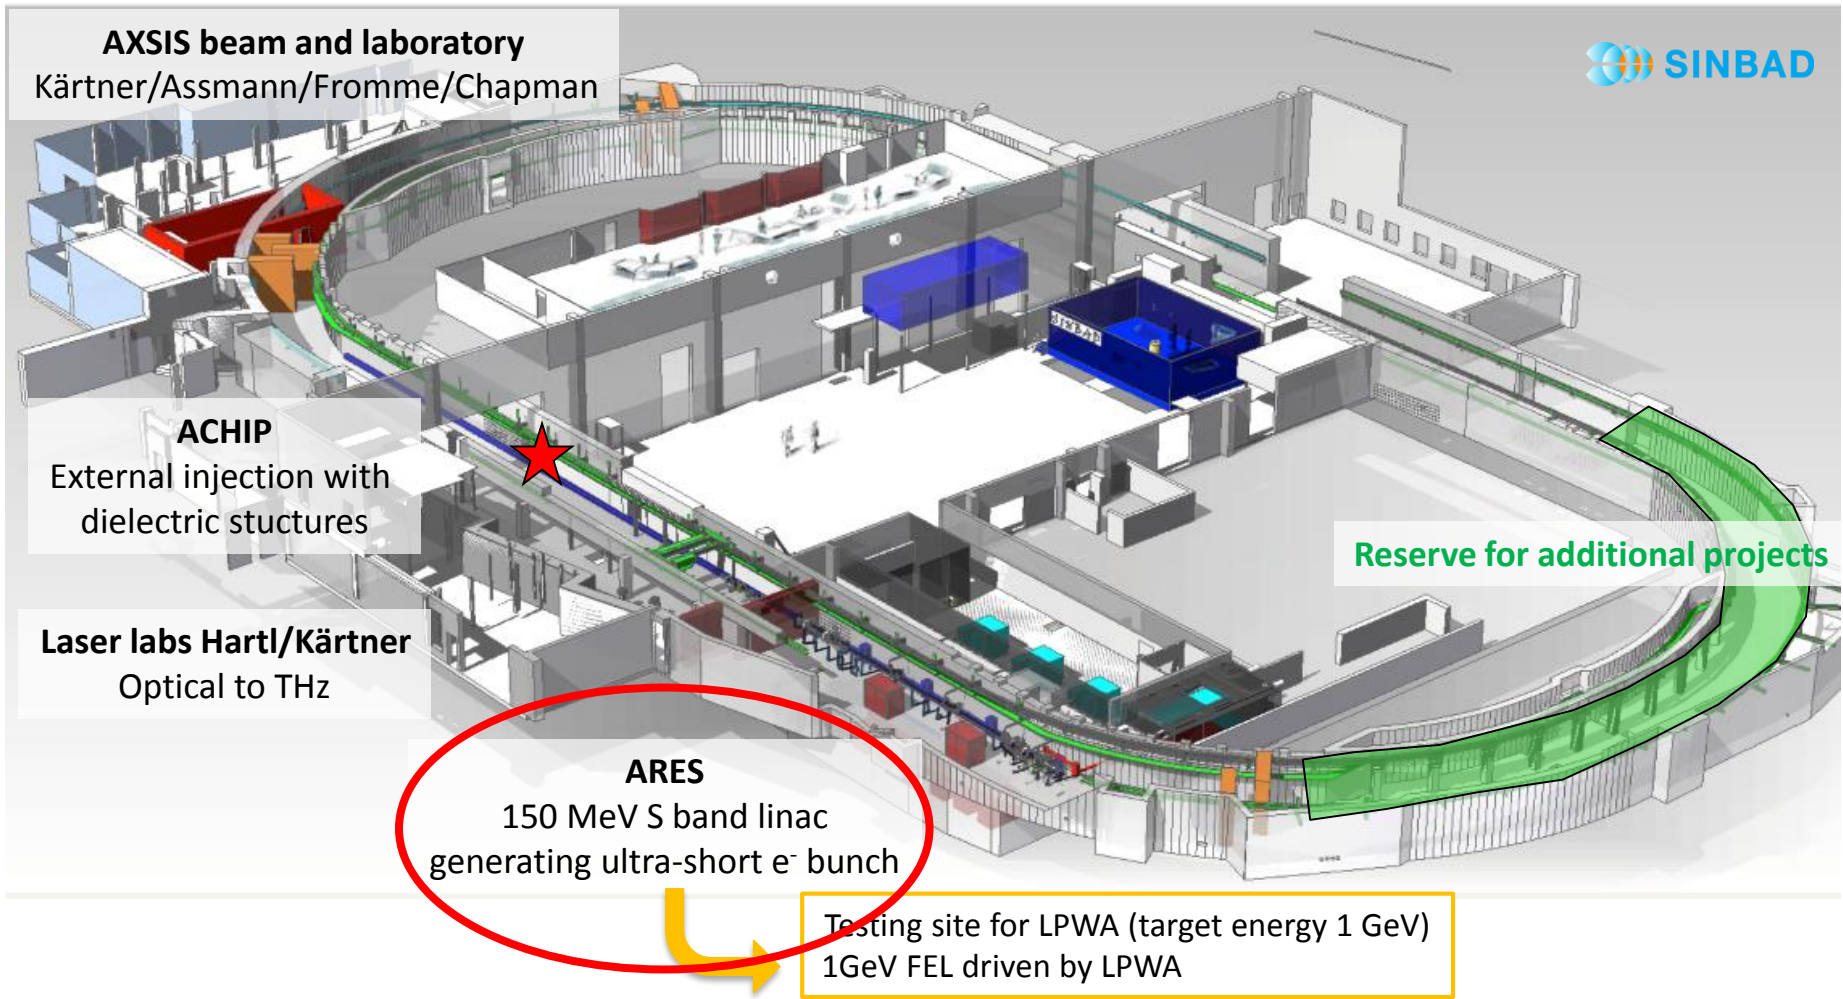 AXSIS beam and laboratory
Kärtner/Assmann/Fromme/Chapman
SINBAD
SINBAD
ACHIP
External injection with
dielectric stuctures
Reserve for additional projects
Laser labs Hartl/Kärtner
Optical to THz
ARES
150 MeV S band linac
generating ultra-short e⁻ bunch
Testing site for LPWA (target energy 1 GeV)
1GeV FEL driven by LPWA